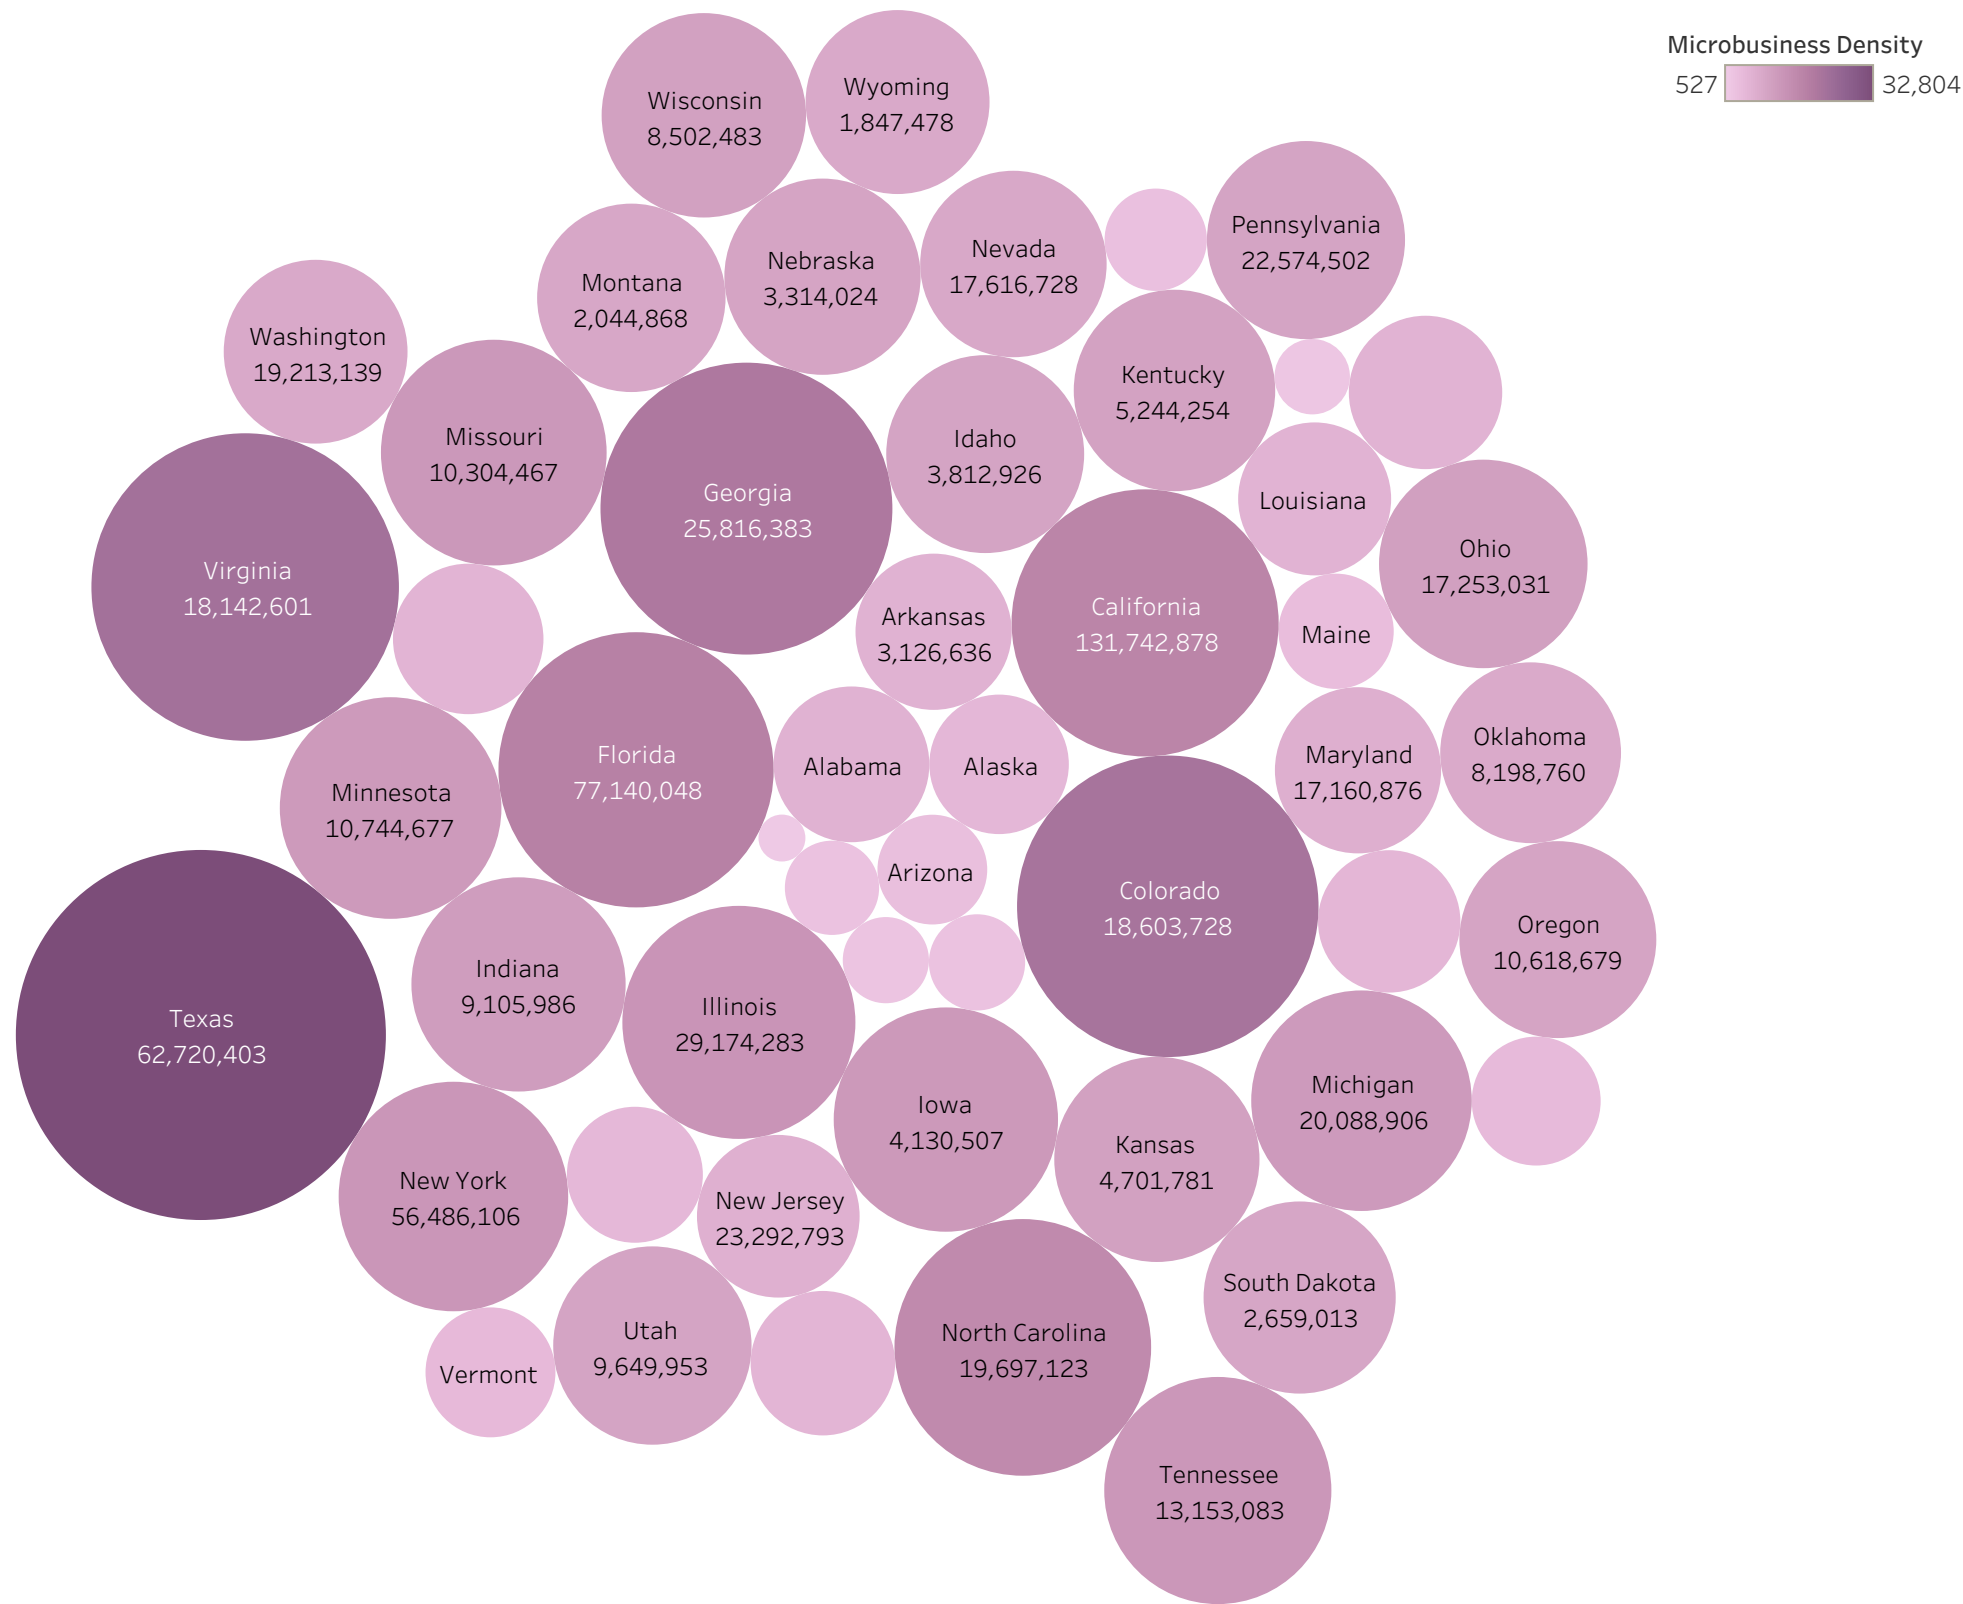 Microbusiness Density
527 32,804
Wisconsin
8,502,483
Wyoming
1,847,478
Pennsylvania
22,574,502
Nevada
17,616,728
Nebraska
3,314,024
Montana
2,044,868
Washington
19,213,139
Kentucky
5,244,254
Missouri
10,304,467
Idaho
3,812,926
Georgia
25,816,383
Louisiana
Ohio
17,253,031
Virginia
18,142,601
California
131,742,878
Arkansas
3,126,636
Maine
Florida
77,140,048
Alabama
Alaska
Maryland
17,160,876
Oklahoma
8,198,760
Minnesota
10,744,677
Arizona
Colorado
18,603,728
Oregon
10,618,679
Indiana
9,105,986
Illinois
29,174,283
Texas
62,720,403
Iowa
4,130,507
Michigan
20,088,906
Kansas
4,701,781
New York
56,486,106
New Jersey
23,292,793
South Dakota
2,659,013
Utah
9,649,953
North Carolina
19,697,123
Vermont
Tennessee
13,153,083